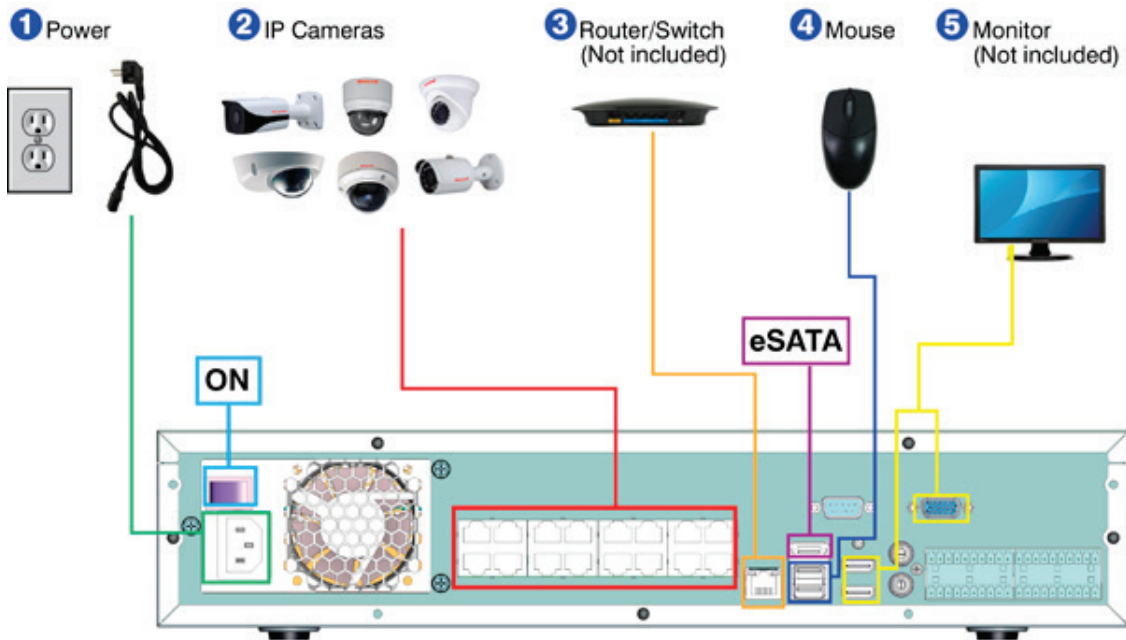 1 Power
2 IP Cameras
3 Router/Switch
(Not included)
4 Mouse
5 Monitor
(Not included)
eSATA
ON